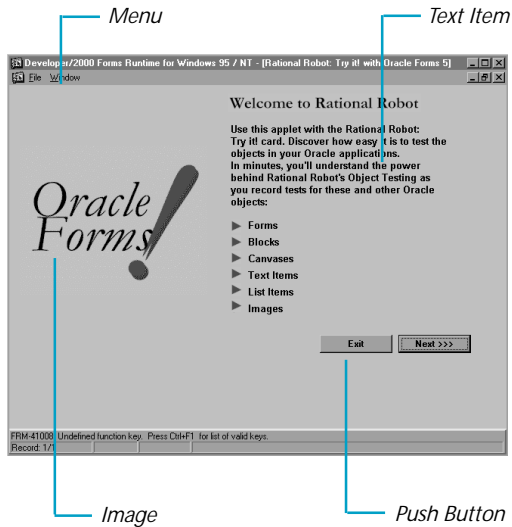 Menu
Text Item
Developer/2000 Forms Runtime for Windows 95 / NT - [Rational Robot: Try it! with Oracle Forms 5]
File Window
Welcome to Rational Robot
Use this applet with the Rational Robot:
Try it! card. Discover how easy it is to test the
objects in your Oracle applications.
In minutes, you'll understand the power
behind Rational Robot's Object Testing as
you record tests for these and other Oracle
objects:
Oracle
Forms!
Forms
Blocks
Canvases
Text Items
List Items
Images
Exit
Next >>>
FRM-41008: Undefined function key. Press Ctrl+F1 for list of valid keys.
Record: 1/1
Image
Push Button